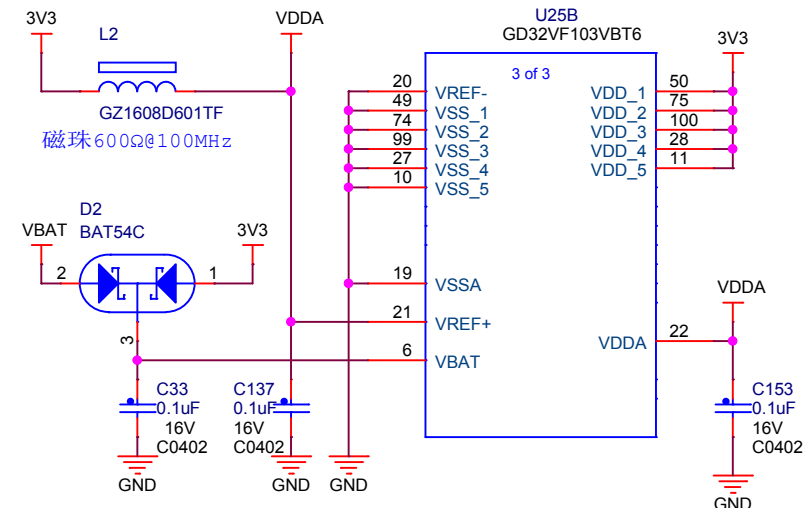 3V3
L2
VDDA
GZ1608D601TF
磁珠600Ω@100MHz
D2
BAT54C
VBAT
3V3
2
1
3
C33
0.1uF
16V
C0402
GND
C137
0.1uF
16V
C0402
GND
GND
U25B
GD32VF103VBT6
3 of 3
20 VREF-
49 VSS_1
74 VSS_2
99 VSS_3
27 VSS_4
10 VSS_5
19 VSSA
21 VREF+
6 VBAT
3V3
VDD_1 50
VDD_2 75
VDD_3 100
VDD_4 28
VDD_5 11
VDDA
VDDA 22
C153
0.1uF
16V
C0402
GND